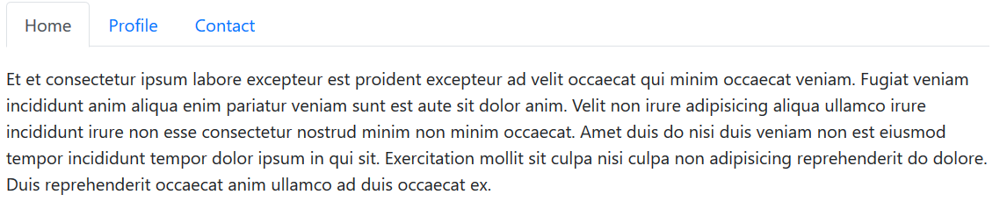 Home Profile Contact
Et et consectetur ipsum labore excepteur est proident excepteur ad velit occaecat qui minim occaecat veniam. Fugiat veniam
incididunt anim aliqua enim pariatur veniam sunt est aute sit dolor anim. Velit non irure adipisicing aliqua ullamco irure
incididunt irure non esse consectetur nostrud minim non minim occaecat. Amet duis do nisi duis veniam non est eiusmod
tempor incididunt tempor dolor ipsum in qui sit. Exercitation mollit sit culpa nisi culpa non adipisicing reprehenderit do dolore.
Duis reprehenderit occaecat anim ullamco ad duis occaecat ex.